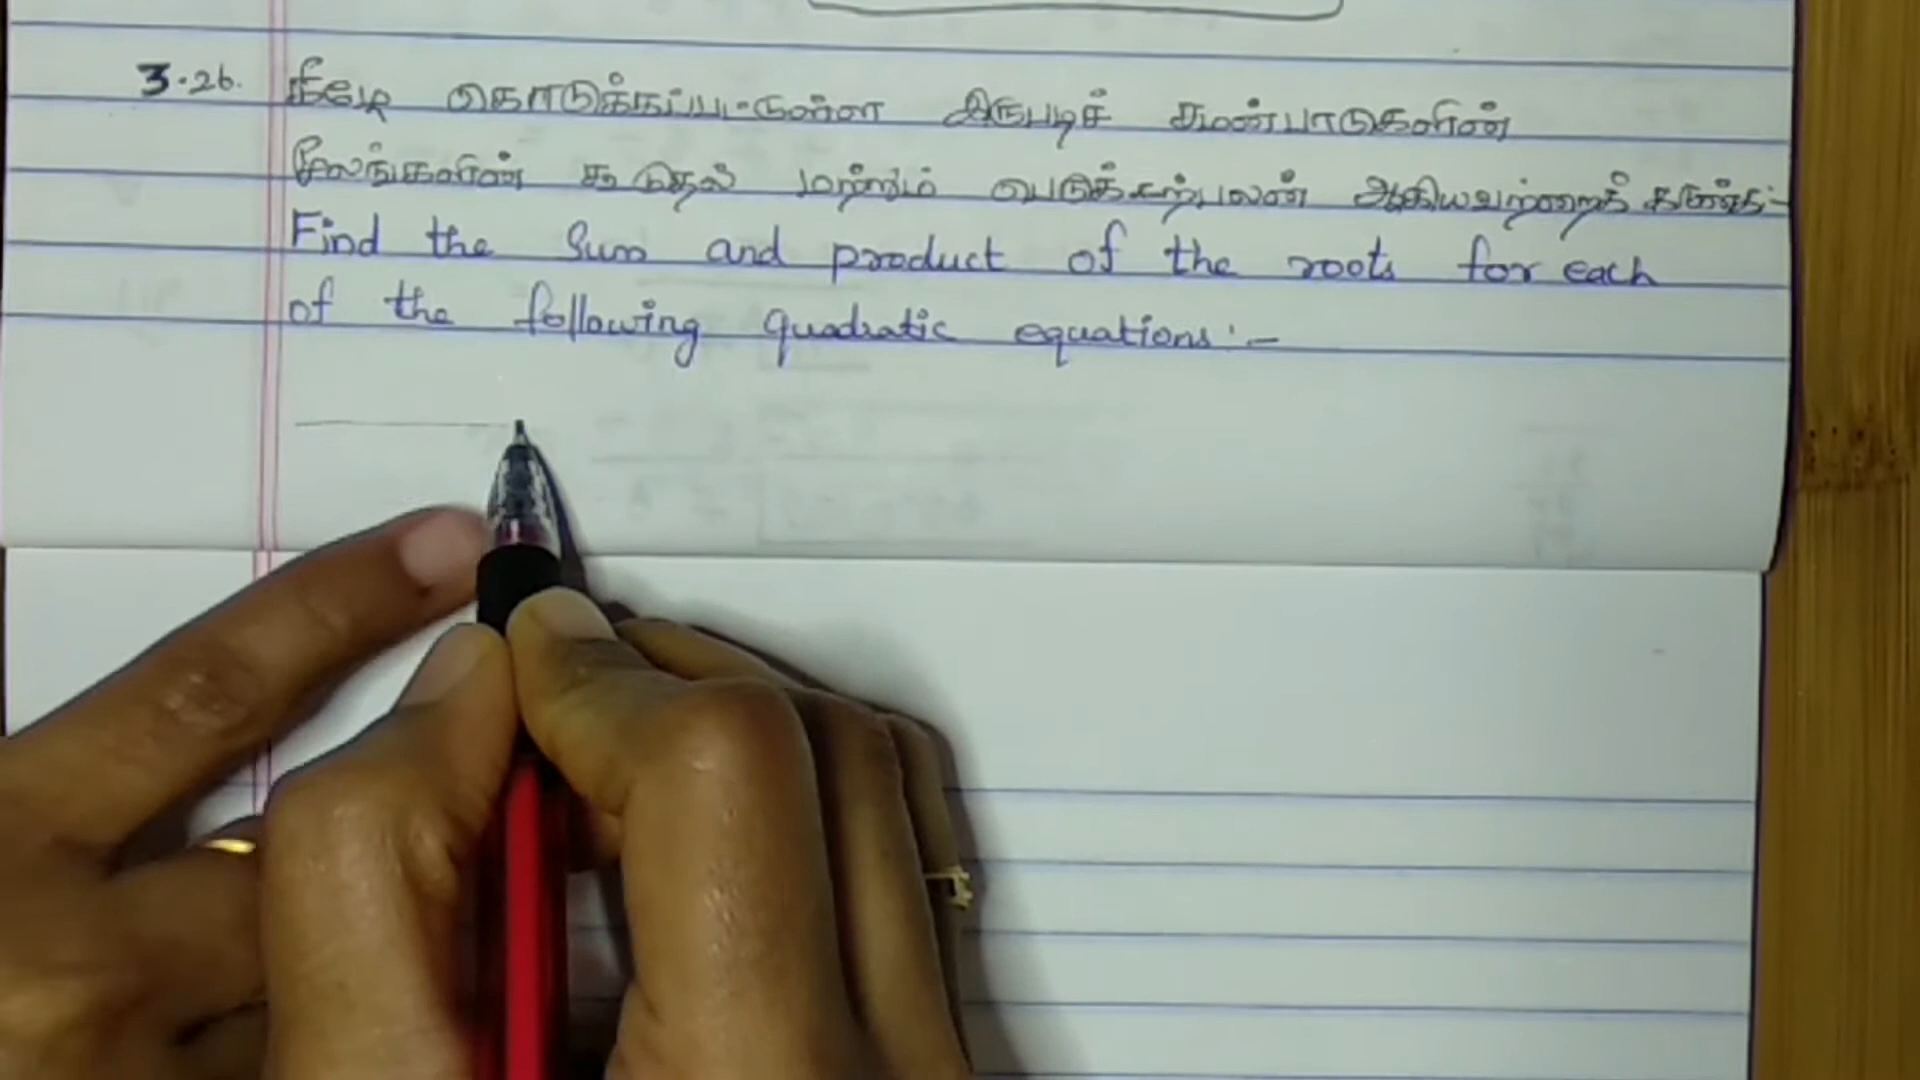 3.26. கீழே கொடுக்கப்பட்டுள்ள இருபடிச் சமன்பாடுகளின்
மூலங்களின் கூடுதல் மற்றும் பெருக்கற்பலன் ஆகியவற்றைக் காண்க:-
Find the Sum and product of the roots for each
of the following quadratic equations:-